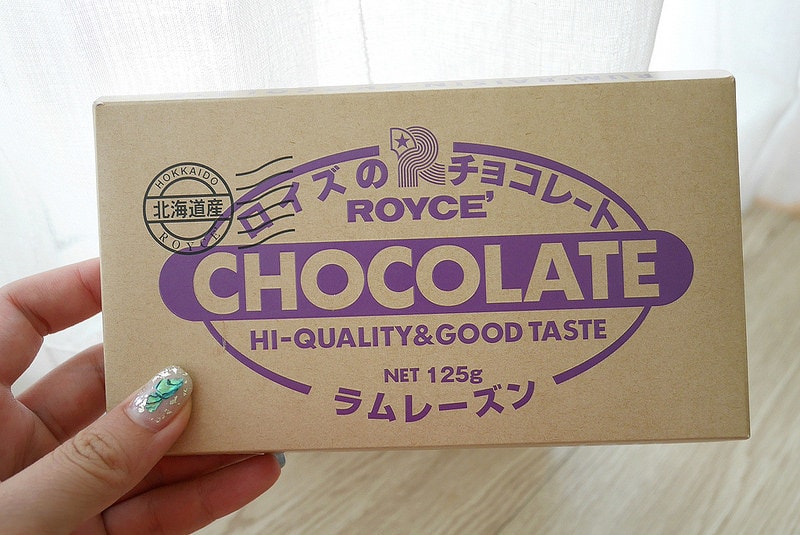 HOKKAIDO
北海道産
ROYCE'
ロイズの
チョコレート
ROYCE'
CHOCOLATE
HI-QUALITY&GOOD TASTE
NET 125g
ラムレーズン